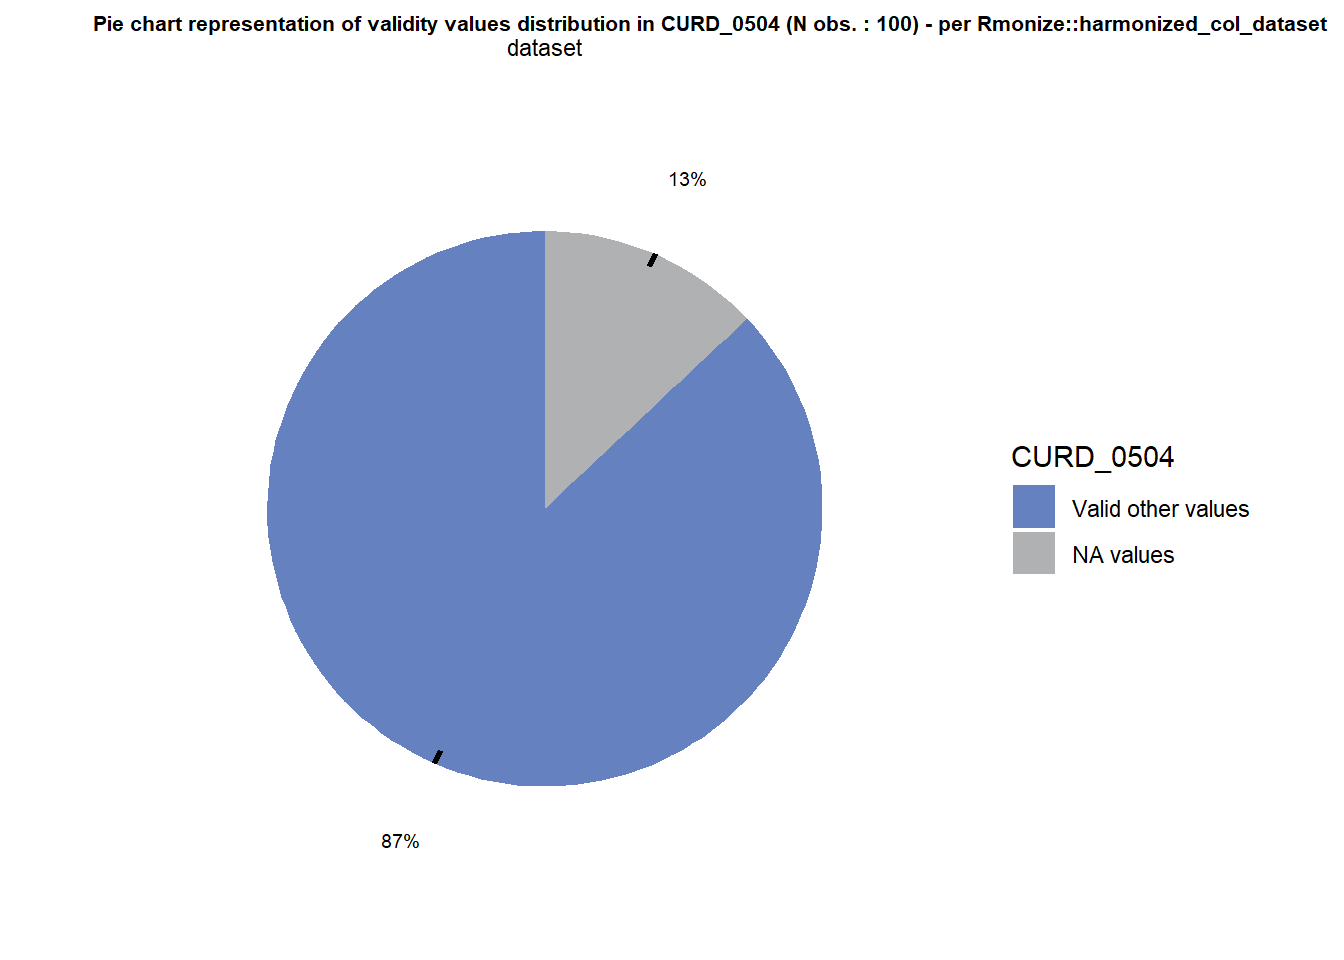 Pie chart representation of validity values distribution in CURD_0504 (N obs. : 100) - per Rmonize::harmonized_col_dataset
dataset
13%
CURD_0504
Valid other values
NA values
87%